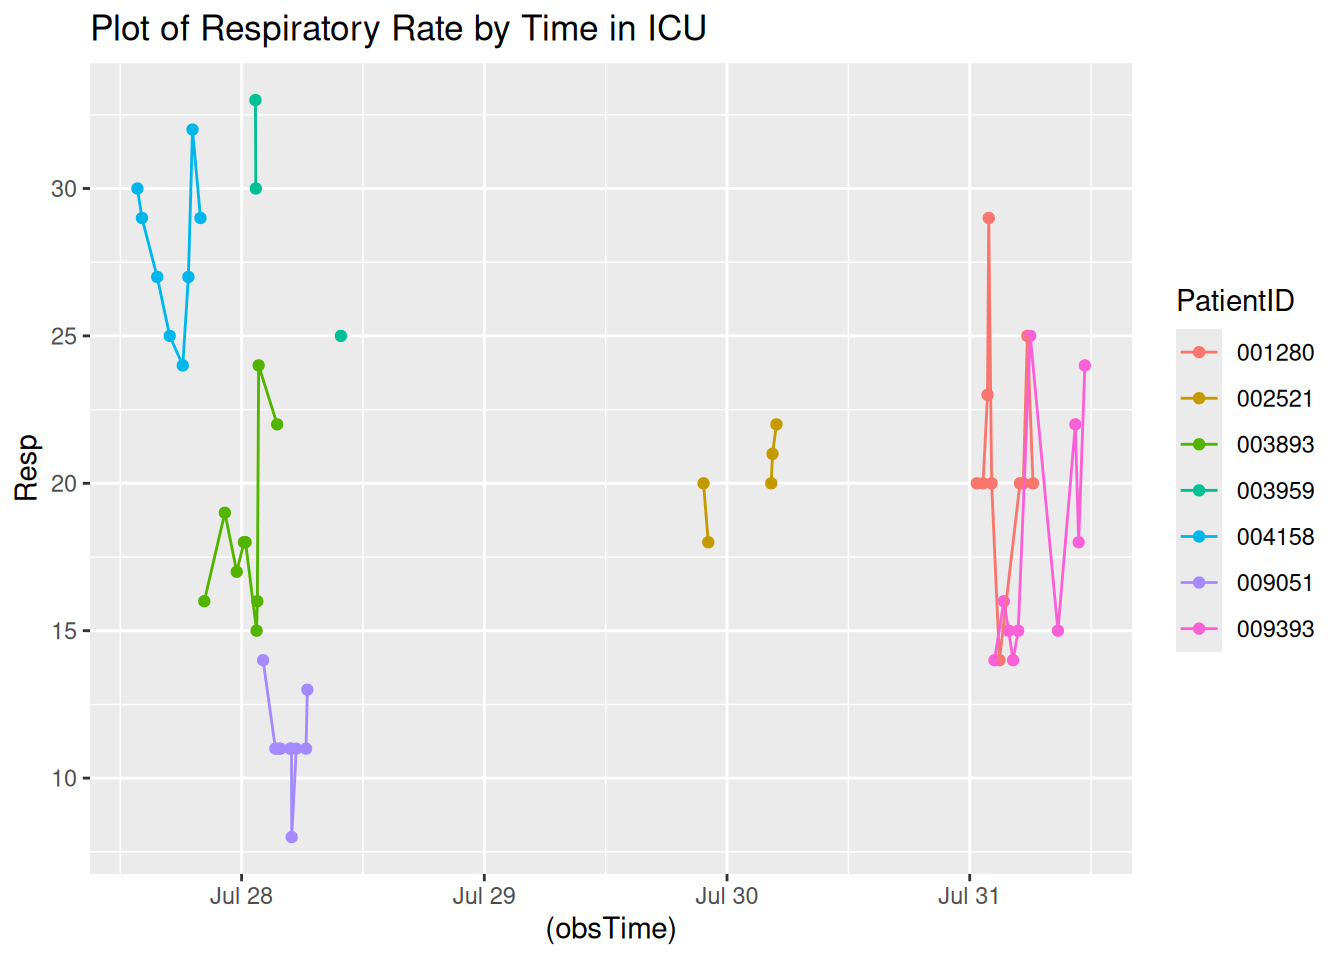 Plot of Respiratory Rate by Time in ICU
Resp
30
25
20
15
10
Jul 28
Jul 29
Jul 30
Jul 31
(obsTime)
PatientID
001280
002521
003893
003959
004158
009051
009393